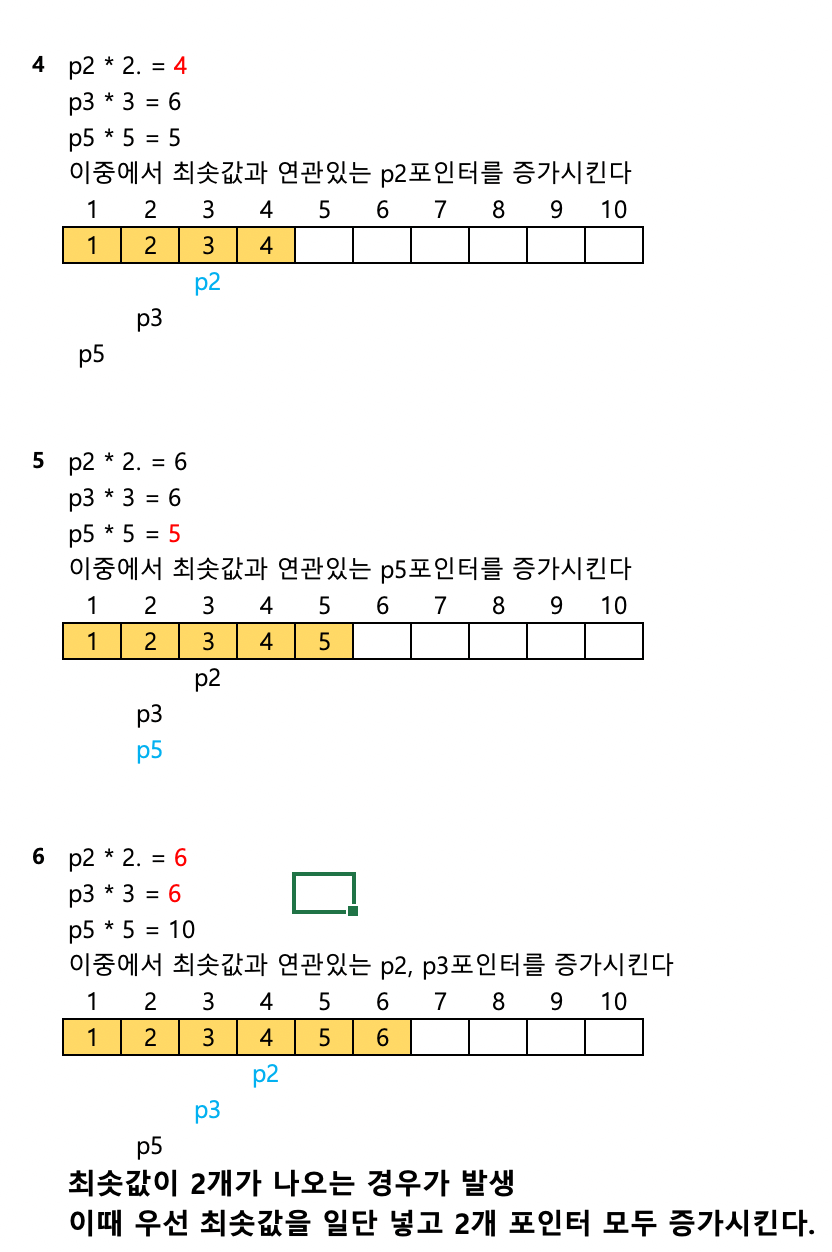 4 p2 * 2. = 4
p3 * 3 = 6
p5 * 5 = 5
이중에서 최솟값과 연관있는 p2포인터를 증가시킨다
1 2 3 4 5 6 7 8 9 10
1 2 3 4
p2
p3
p5
5 p2 * 2. = 6
p3 * 3 = 6
p5 * 5 = 5
이중에서 최솟값과 연관있는 p5포인터를 증가시킨다
1 2 3 4 5 6 7 8 9 10
1 2 3 4 5
p2
p3
p5
6 p2 * 2. = 6
p3 * 3 = 6
p5 * 5 = 10
이중에서 최솟값과 연관있는 p2, p3포인터를 증가시킨다
1 2 3 4 5 6 7 8 9 10
1 2 3 4 5 6
p2
p3
p5
최솟값이 2개가 나오는 경우가 발생
이때 우선 최솟값을 일단 넣고 2개 포인터 모두 증가시킨다.